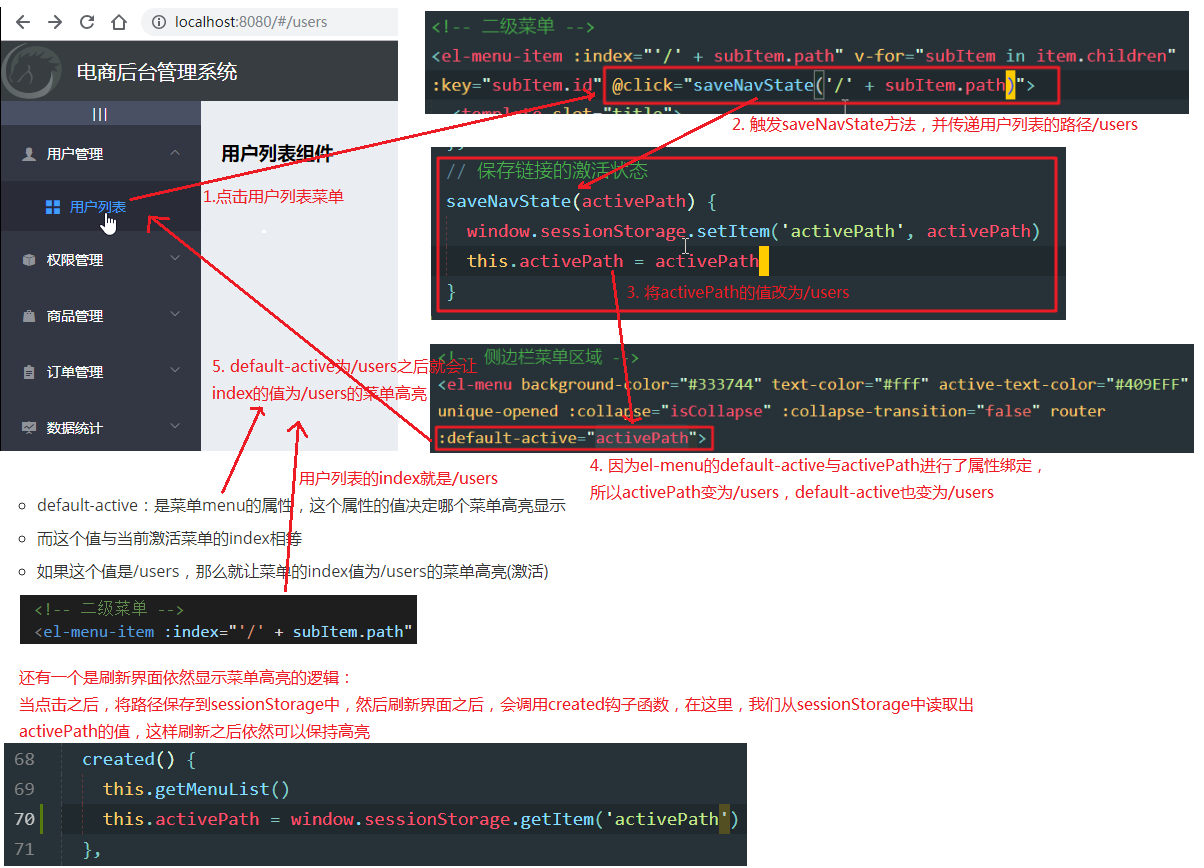 localhost:8080/#/users
电商后台管理系统
|||
用户管理
用户列表
权限管理
商品管理
订单管理
数据统计
用户列表组件
1.点击用户列表菜单
<!-- 二级菜单 -->
<el-menu-item :index="'/' + subItem.path" v-for="subItem in item.children"
:key="subItem.id" @click="saveNavState('/' + subItem.path)">
<template slot="title">
2. 触发saveNavState方法，并传递用户列表的路径/users
// 保存链接的激活状态
saveNavState(activePath) {
window.sessionStorage.setItem('activePath', activePath)
this.activePath = activePath
}
3. 将activePath的值改为/users
<!-- 侧边栏菜单区域 -->
<el-menu background-color="#333744" text-color="#fff" active-text-color="#409EFF"
unique-opened :collapse="isCollapse" :collapse-transition="false" router
:default-active="activePath">
4. 因为el-menu的default-active与activePath进行了属性绑定，
所以activePath变为/users，default-active也变为/users
5. default-active为/users之后就会让
index的值为/users的菜单高亮
用户列表的index就是/users
default-active：是菜单menu的属性，这个属性的值决定哪个菜单高亮显示
而这个值与当前激活菜单的index相等
如果这个值是/users，那么就让菜单的index值为/users的菜单高亮(激活)
<!-- 二级菜单 -->
<el-menu-item :index="'/' + subItem.path"
还有一个是刷新界面依然显示菜单高亮的逻辑：
当点击之后，将路径保存到sessionStorage中，然后刷新界面之后，会调用created钩子函数，在这里，我们从sessionStorage中读取出
activePath的值，这样刷新之后依然可以保持高亮
68 created() {
69 this.getMenuList()
70 this.activePath = window.sessionStorage.getItem('activePath')
71 },